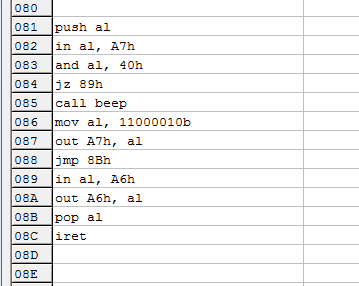 080
081 push al
082 in al, A7h
083 and al, 40h
084 jz 89h
085 call beep
086 mov al, 11000010b
087 out A7h, al
088 jmp 8Bh
089 in al, A6h
08A out A6h, al
08B pop al
08C iret
08D
08E